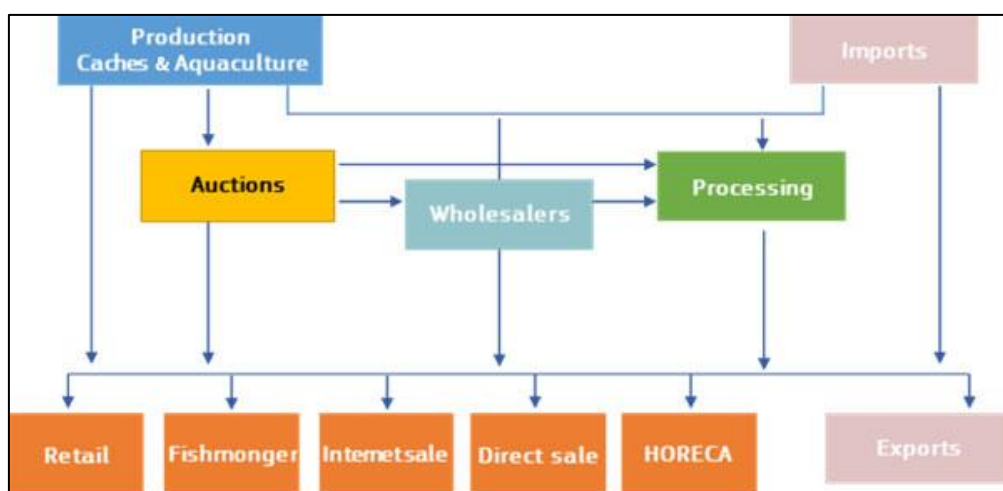 Production
Caches & Aquaculture
Imports
Auctions
Wholesalers
Processing
Retail
Fishmonger
Internetsale
Direct sale
HORECA
Exports